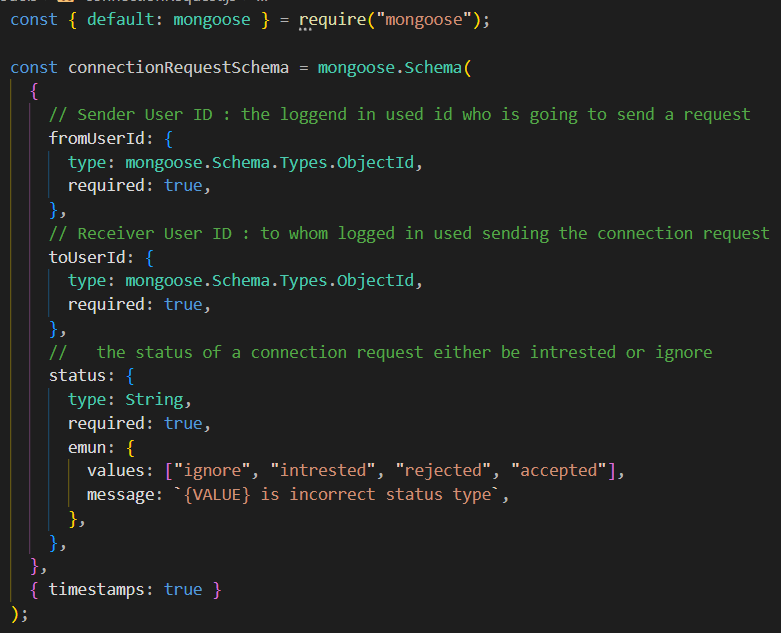 const { default: mongoose } = require("mongoose");
const connectionRequestSchema = mongoose.Schema(
{
// Sender User ID : the loggend in used id who is going to send a request
fromUserId: {
type: mongoose.Schema.Types.ObjectId,
required: true,
},
// Receiver User ID : to whom logged in used sending the connection request
toUserId: {
type: mongoose.Schema.Types.ObjectId,
required: true,
},
//   the status of a connection request either be intrested or ignore
status: {
type: String,
required: true,
emun: {
values: ["ignore", "intrested", "rejected", "accepted"],
message: `{VALUE} is incorrect status type`,
},
},
},
{ timestamps: true }
);